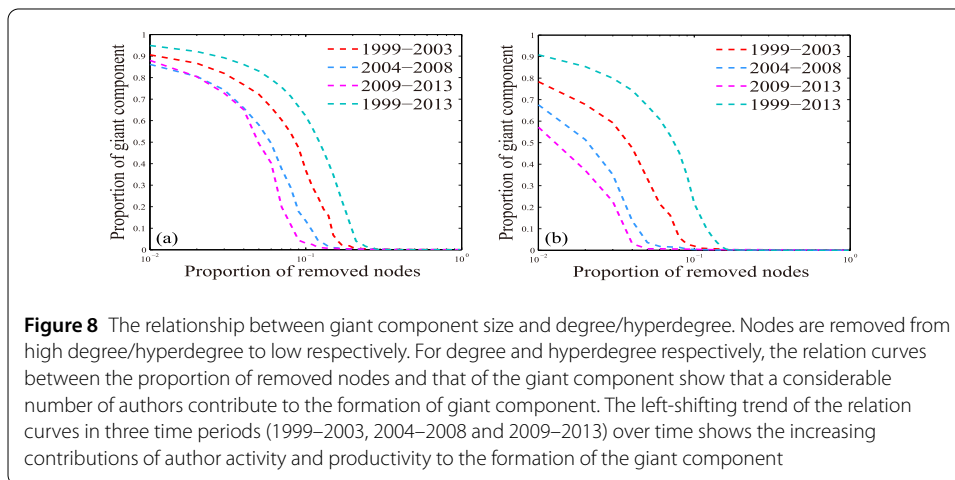 Proportion of giant component
1
0.9
0.8
0.7
0.6
0.5
0.4
0.3
0.2
0.1
0
1999−2003
2004−2008
2009−2013
1999−2013
(a)
10⁻² 10⁻¹ 10⁰
Proportion of removed nodes
Proportion of giant component
1
0.9
0.8
0.7
0.6
0.5
0.4
0.3
0.2
0.1
0
1999−2003
2004−2008
2009−2013
1999−2013
(b)
10⁻² 10⁻¹ 10⁰
Proportion of removed nodes
Figure 8 The relationship between giant component size and degree/hyperdegree. Nodes are removed from
high degree/hyperdegree to low respectively. For degree and hyperdegree respectively, the relation curves
between the proportion of removed nodes and that of the giant component show that a considerable
number of authors contribute to the formation of giant component. The left-shifting trend of the relation
curves in three time periods (1999–2003, 2004–2008 and 2009–2013) over time shows the increasing
contributions of author activity and productivity to the formation of the giant component